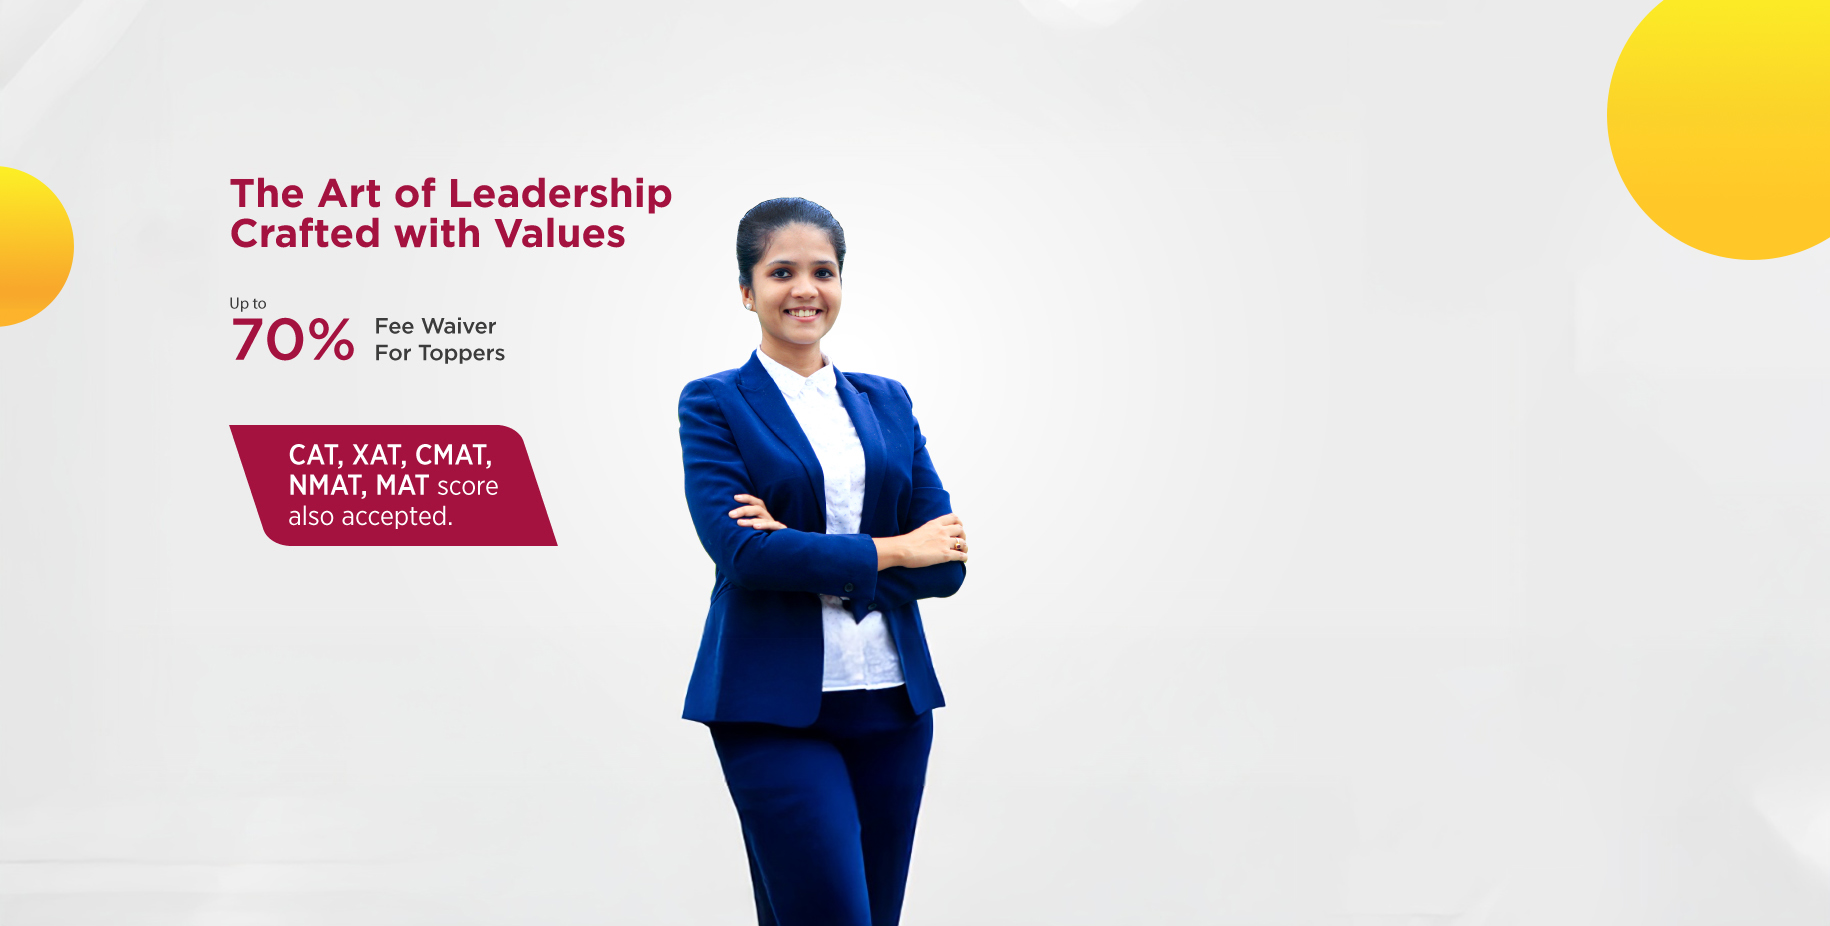 The Art of Leadership
Crafted with Values
Up to
70%
Fee Waiver
For Toppers
CAT, XAT, CMAT,
NMAT, MAT score
also accepted.